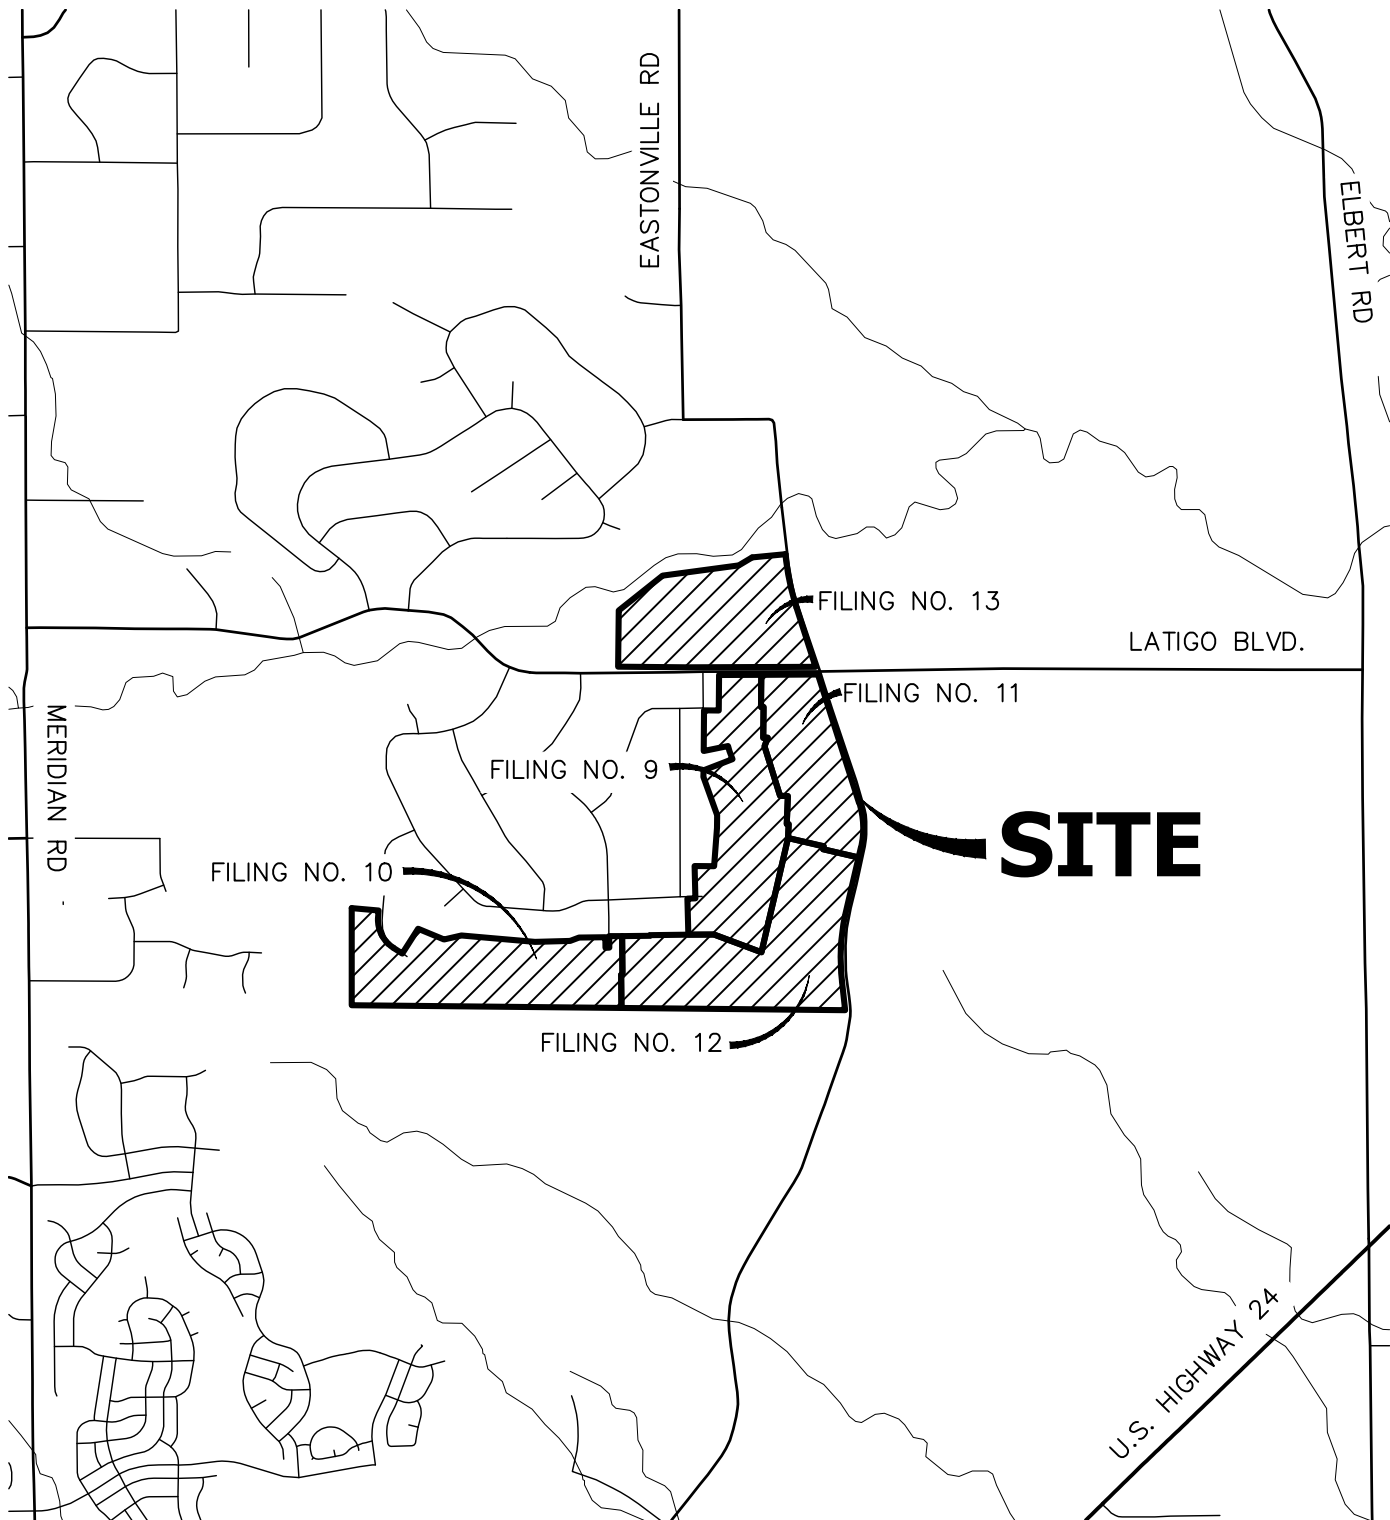 EASTONVILLE RD
ELBERT RD
FILING NO. 13
LATIGO BLVD.
FILING NO. 11
MERIDIAN RD
FILING NO. 9
SITE
FILING NO. 10
FILING NO. 12
U.S. HIGHWAY 24